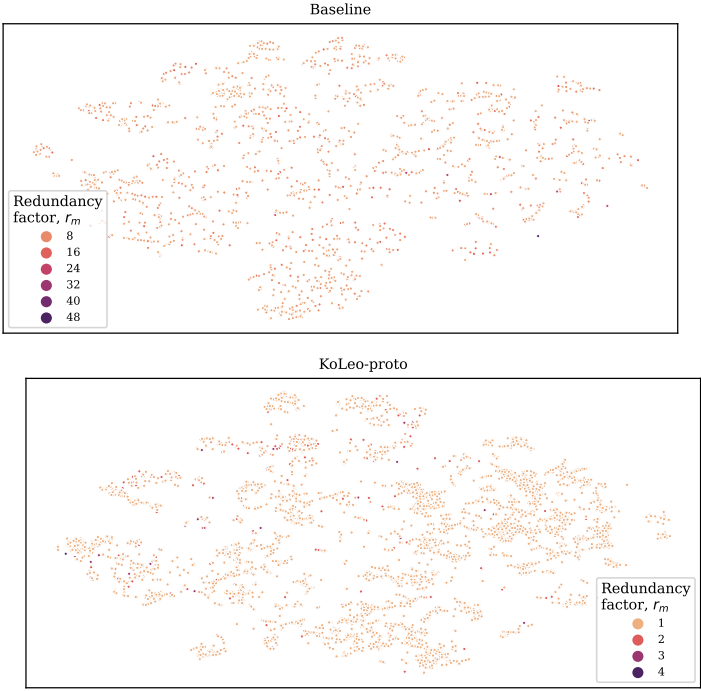 Baseline
Redundancy
factor, r_m
8
16
24
32
40
48
KoLeo-proto
Redundancy
factor, r_m
1
2
3
4